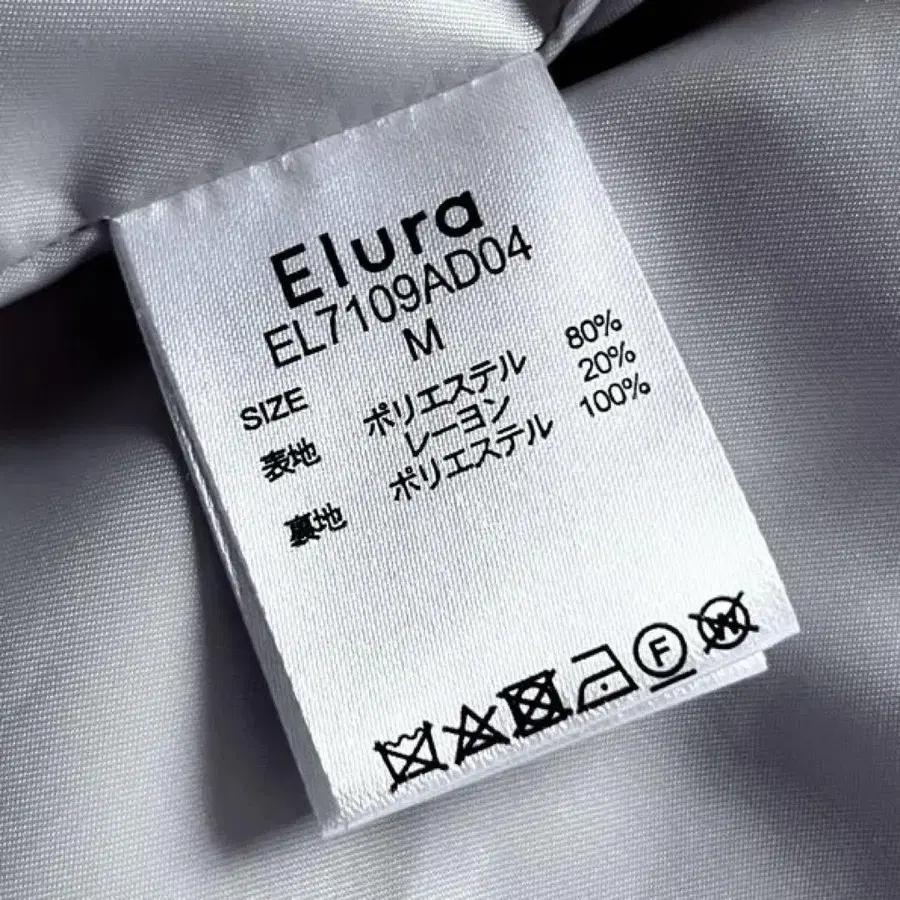 Elura
EL7109AD04
SIZE M
表地 ポリエステル 80%
レーヨン 20%
裏地 ポリエステル 100%
F
W